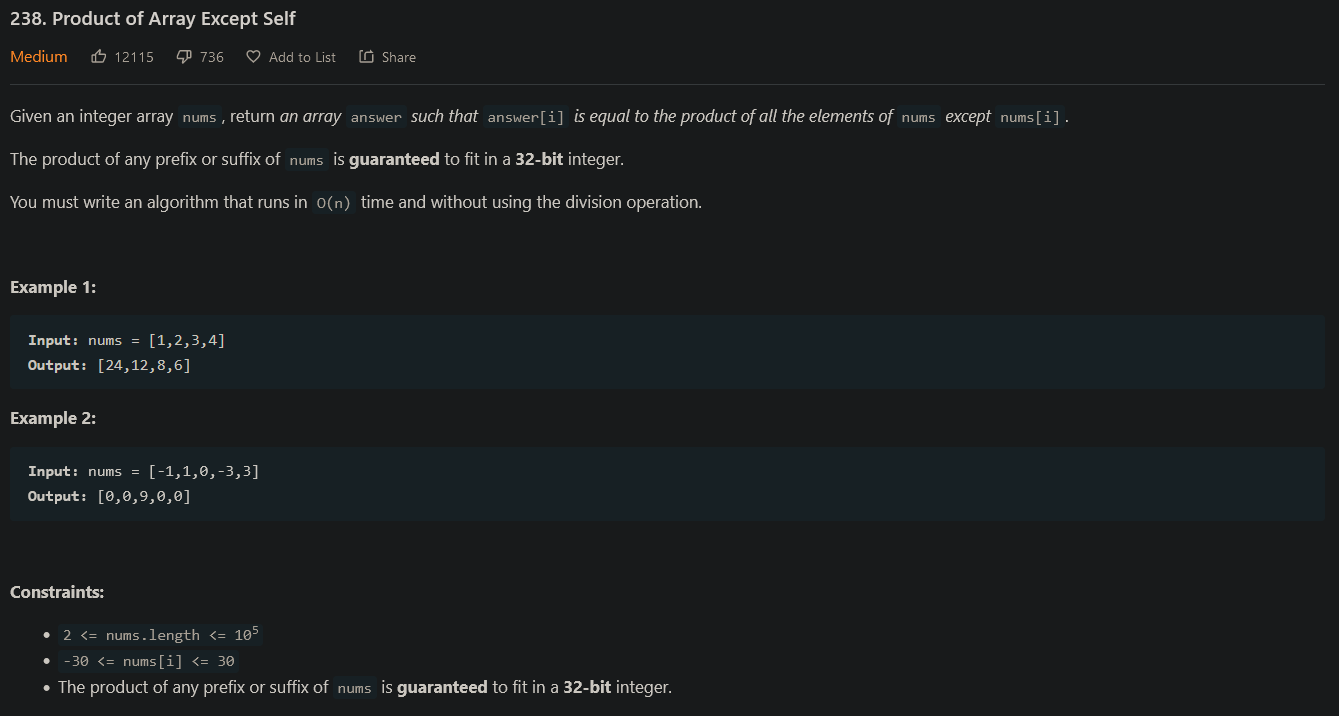 238. Product of Array Except Self
Medium 12115 736 Add to List Share
Given an integer array nums, return an array answer such that answer[i] is equal to the product of all the elements of nums except nums[i].
The product of any prefix or suffix of nums is guaranteed to fit in a 32-bit integer.
You must write an algorithm that runs in O(n) time and without using the division operation.
Example 1:
Input: nums = [1,2,3,4]
Output: [24,12,8,6]
Example 2:
Input: nums = [-1,1,0,-3,3]
Output: [0,0,9,0,0]
Constraints:
• 2 <= nums.length <= 10⁵
• -30 <= nums[i] <= 30
• The product of any prefix or suffix of nums is guaranteed to fit in a 32-bit integer.